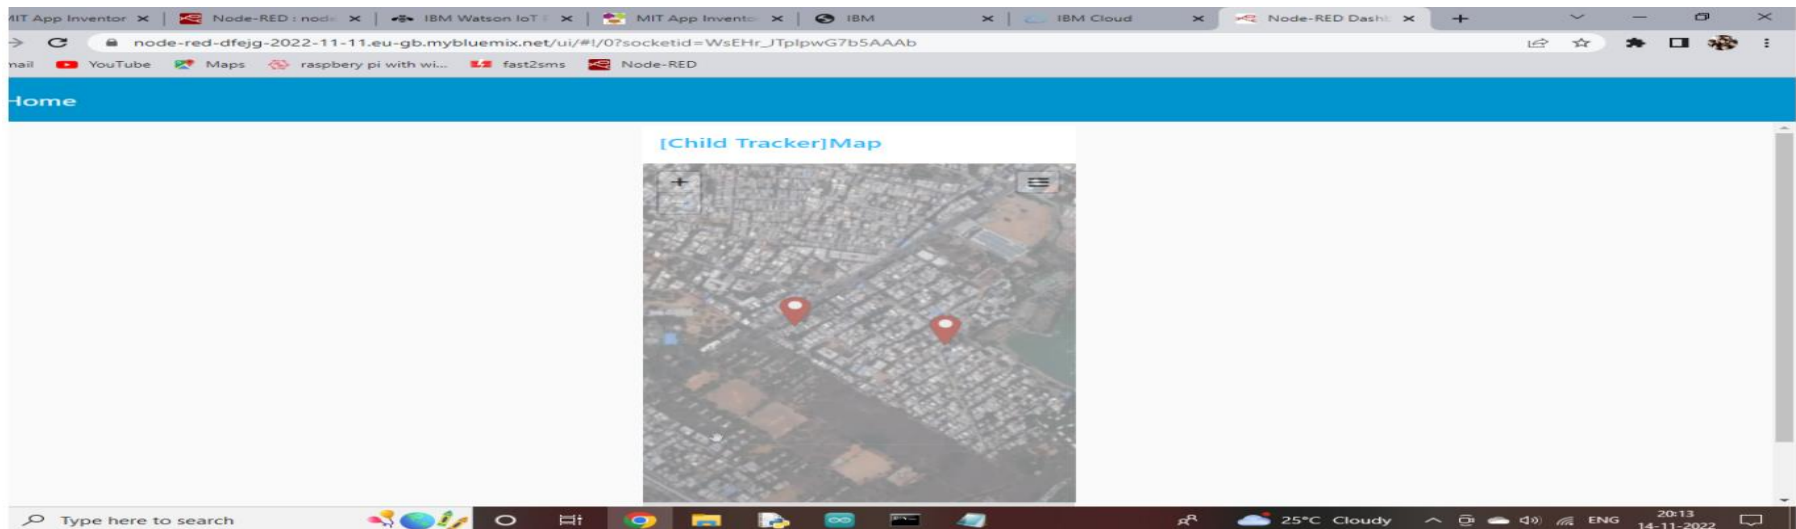 MIT App Inventor
Node-RED : node
IBM Watson IoT
MIT App Invento
IBM
IBM Cloud
Node-RED Dashb
node-red-dfejg-2022-11-11.eu-gb.mybluemix.net/ui/#!/0?socketid=WsEHr_JTplpwG7b5AAAb
mail YouTube Maps raspbery pi with wi... fast2sms Node-RED
Home
[Child Tracker]Map
+
Type here to search
25°C Cloudy
ENG
20:13
14-11-2022